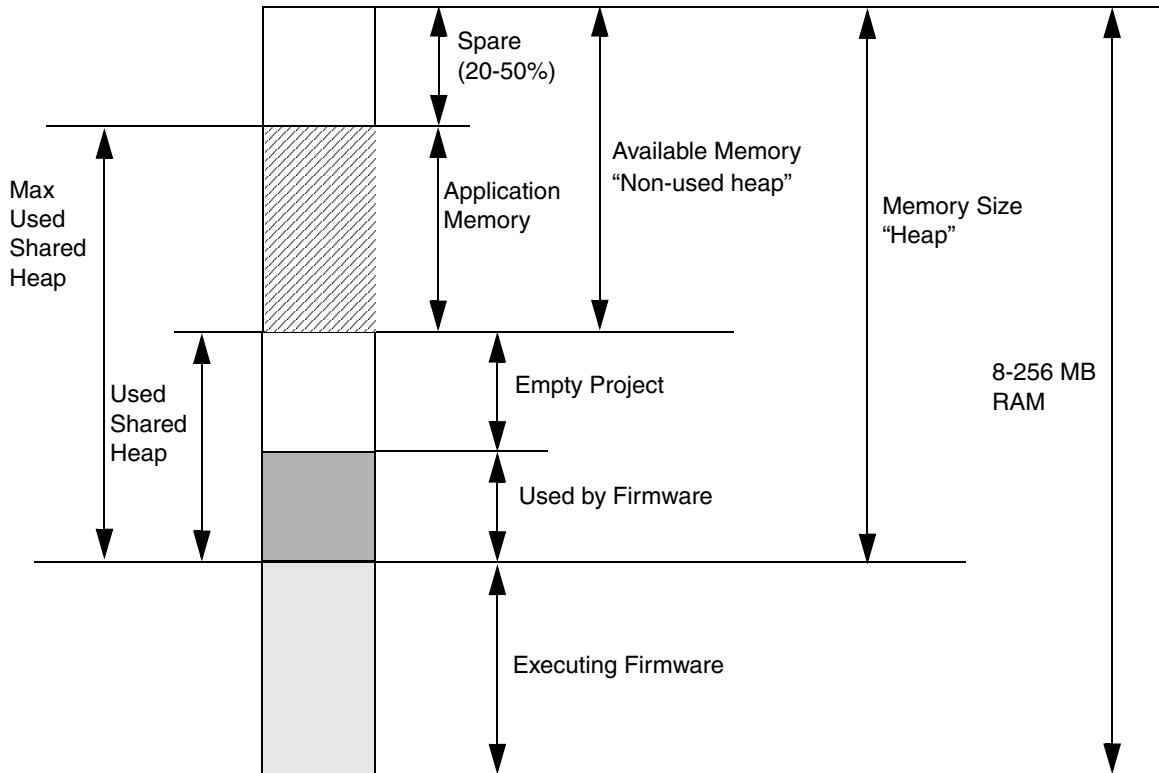 Spare
(20-50%)
Available Memory
“Non-used heap”
Max
Used
Shared
Heap
Application
Memory
Memory Size
“Heap”
Used
Shared
Heap
Empty Project
8-256 MB
RAM
Used by Firmware
Executing Firmware